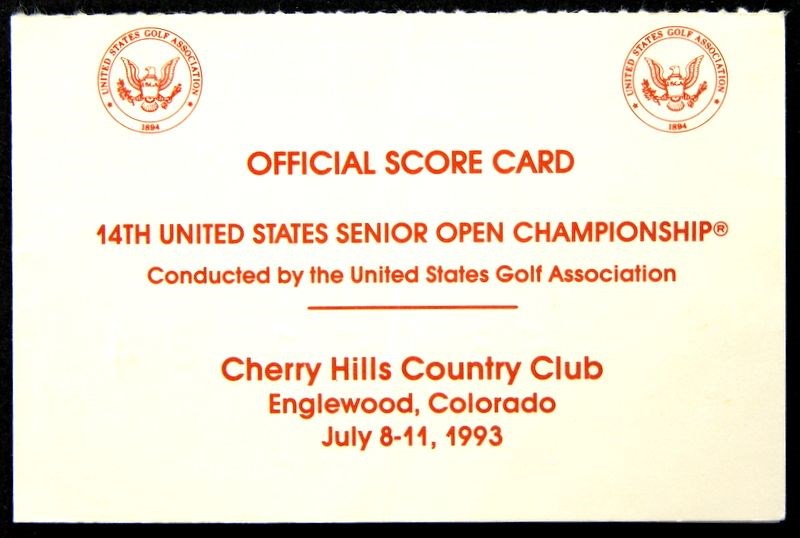 UNITED STATES GOLF ASSOCIATION
1894
UNITED STATES GOLF ASSOCIATION
1894
OFFICIAL SCORE CARD
14TH UNITED STATES SENIOR OPEN CHAMPIONSHIP®
Conducted by the United States Golf Association
Cherry Hills Country Club
Englewood, Colorado
July 8-11, 1993